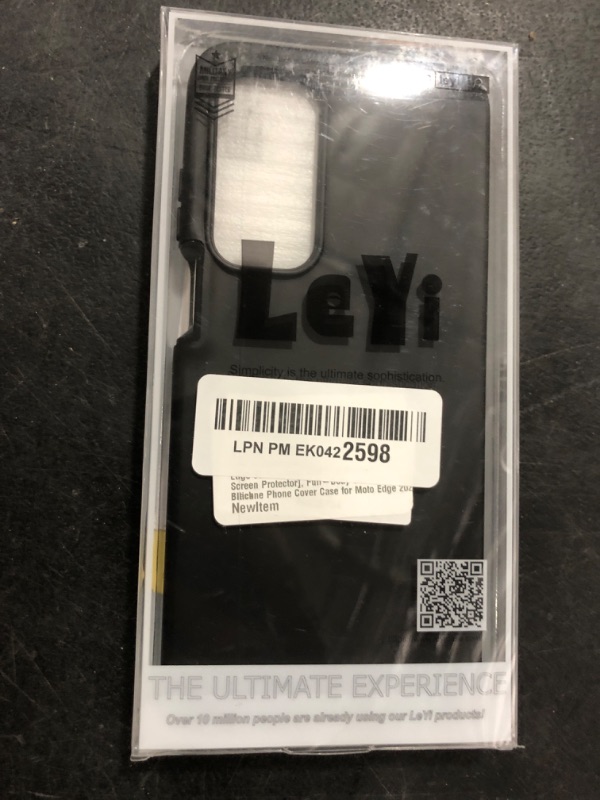 LeYi
Simplicity is the ultimate sophistication.
LPN PM EK0422598
Screen Protector],
Bilichne Phone Cover Case for Moto Edge
NewItem
THE ULTIMATE EXPERIENCE
Over 10 million people are already using our LeYi products!